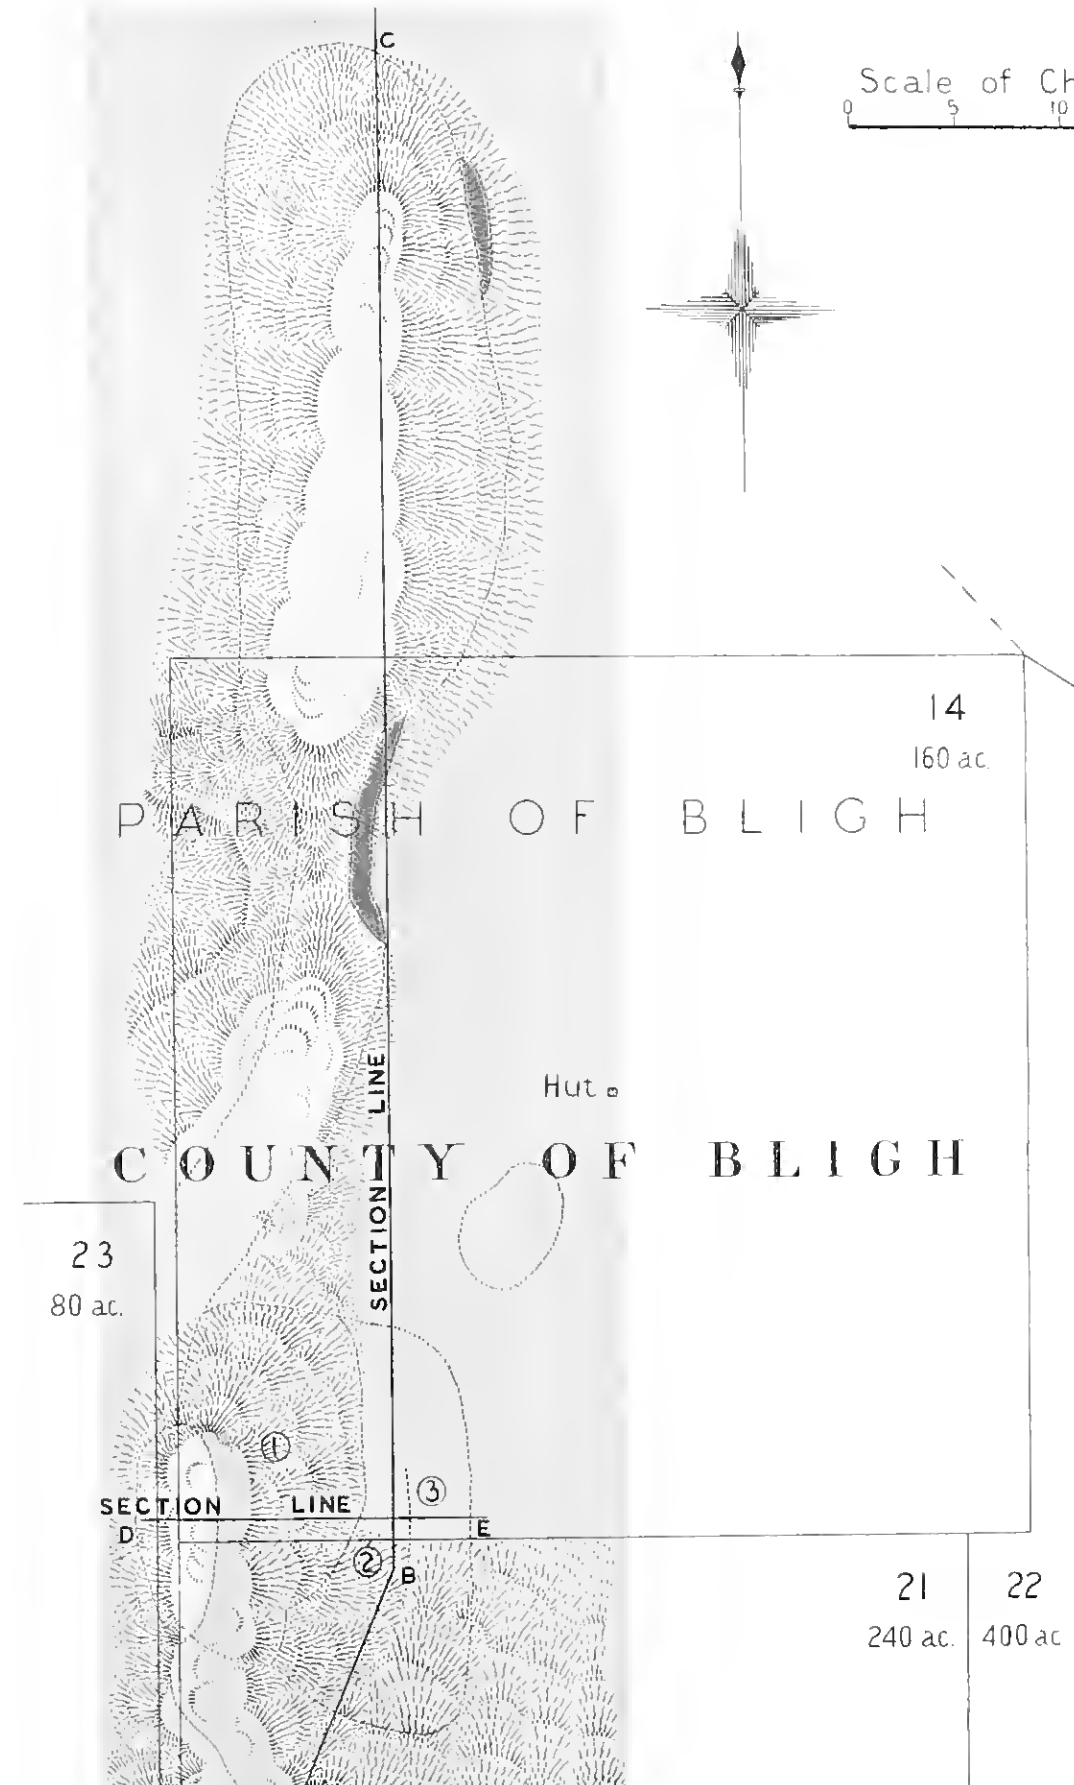 C
Scale of Ch
0 5 10
14
160 ac.
PARISH OF BLIGH
SECTION LINE
Hut
COUNTY OF BLIGH
23
80 ac.
1
SECTION LINE
3
D
E
2
B
21
22
240 ac.
400 ac